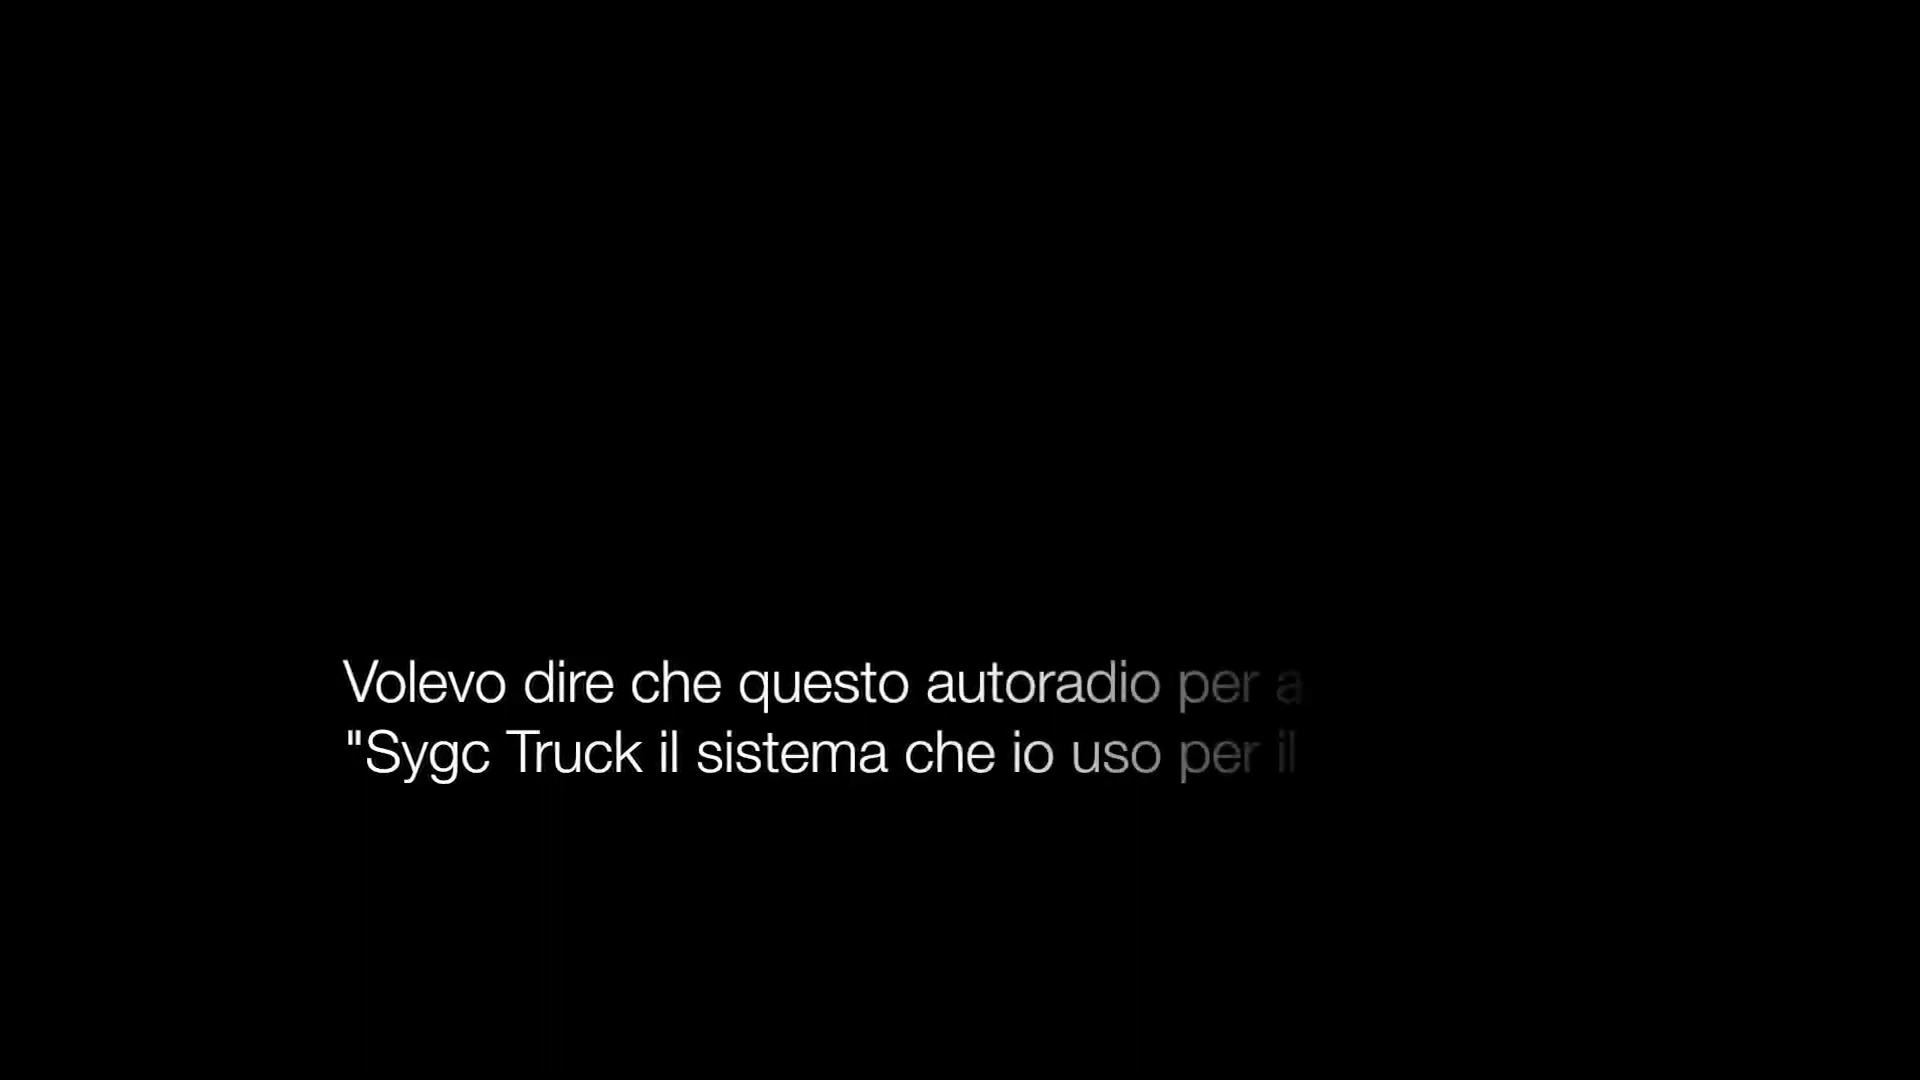 Volevo dire che questo autoradio per a
"Sygc Truck il sistema che io uso per il